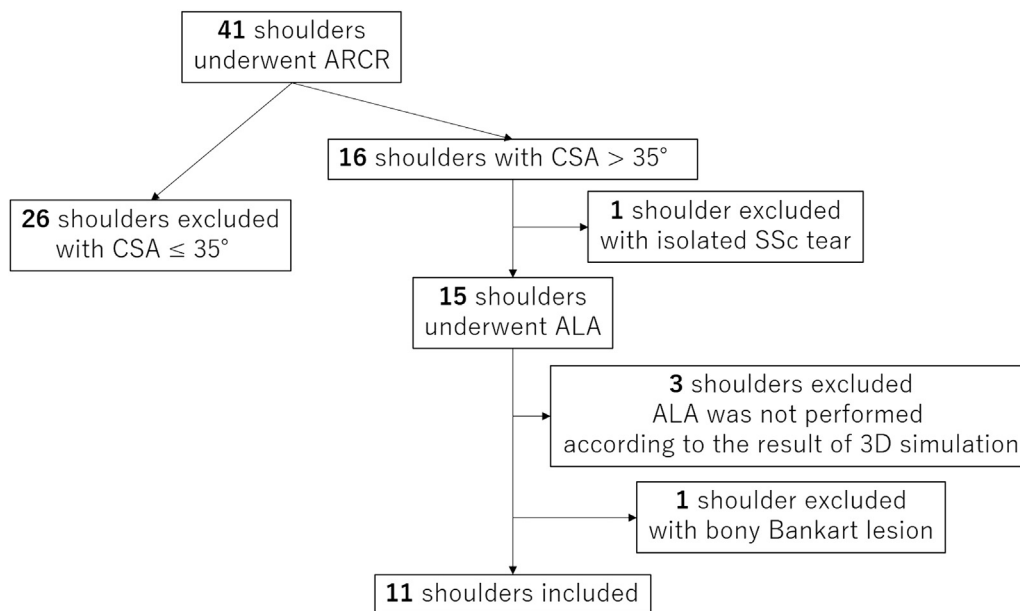 41 shoulders
underwent ARCR
16 shoulders with CSA > 35°
26 shoulders excluded
with CSA ≤ 35°
1 shoulder excluded
with isolated SSc tear
15 shoulders
underwent ALA
3 shoulders excluded
ALA was not performed
according to the result of 3D simulation
1 shoulder excluded
with bony Bankart lesion
11 shoulders included